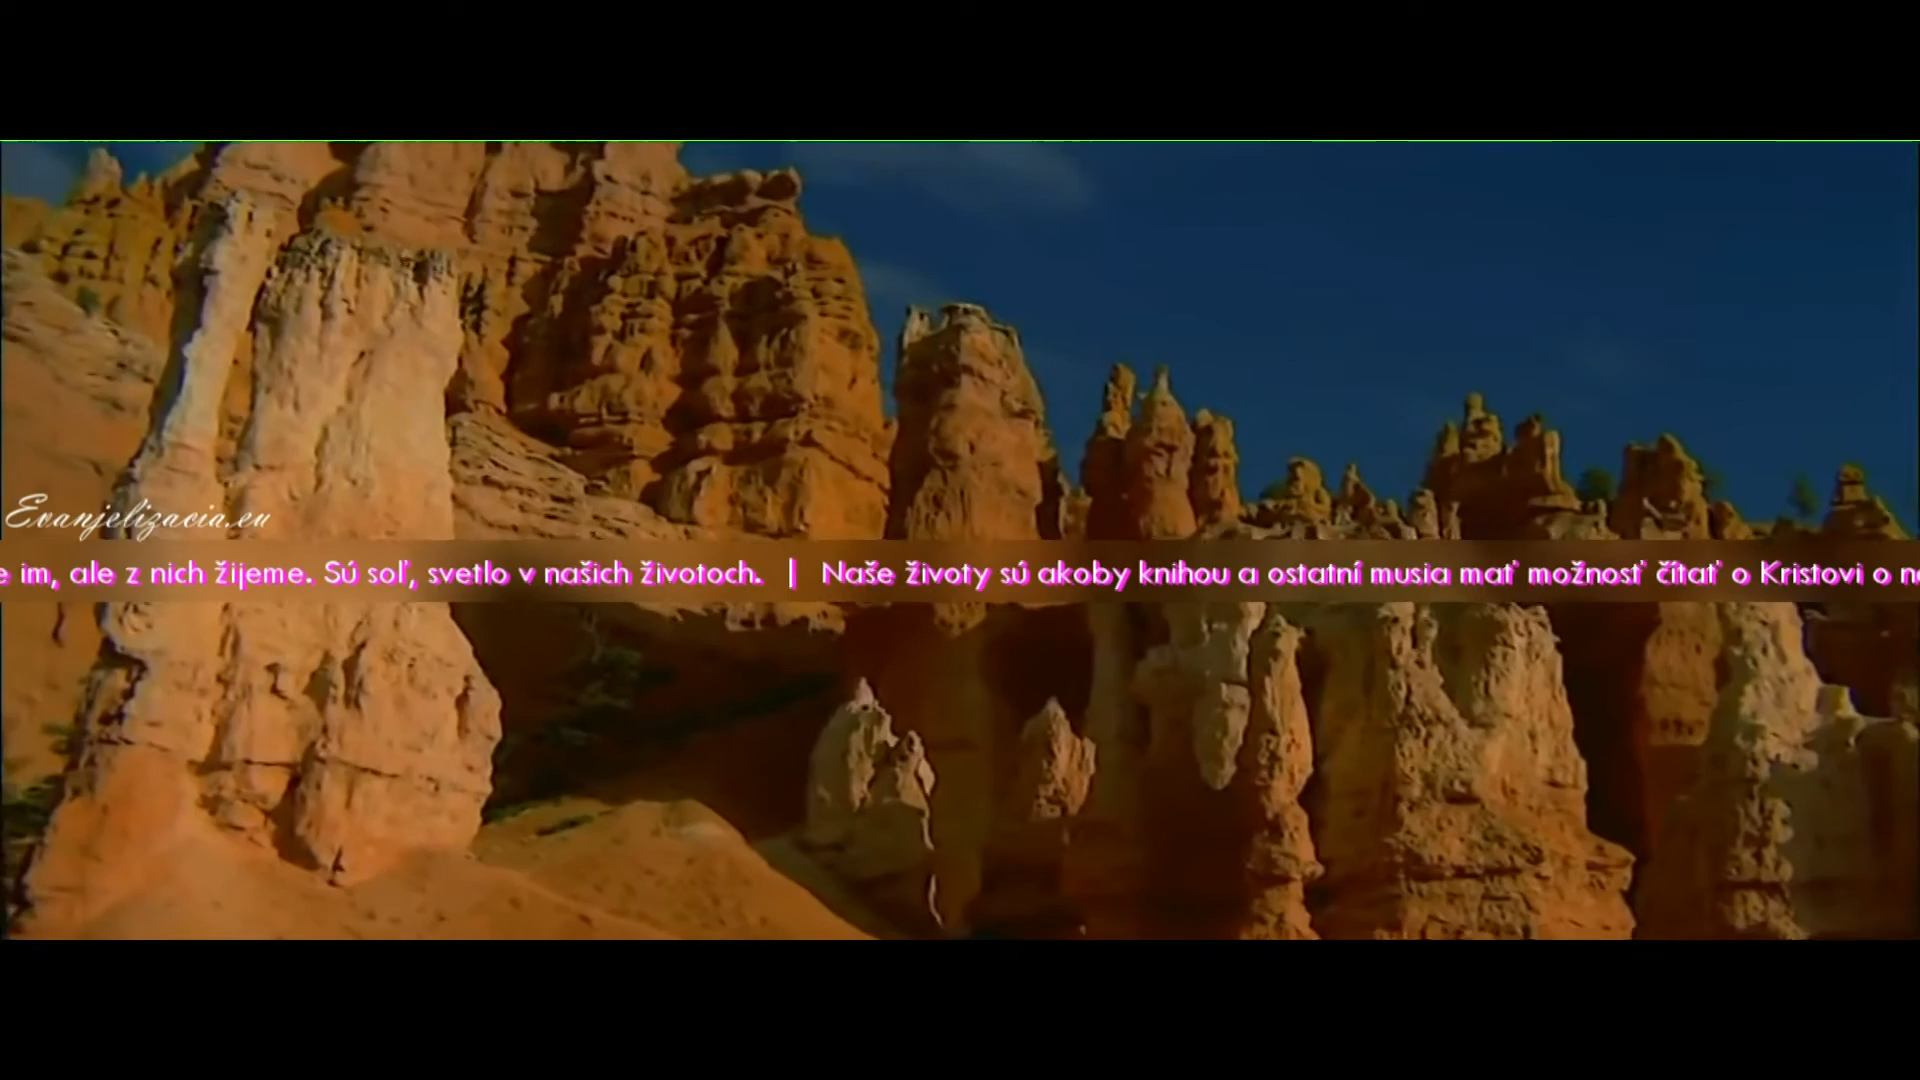 Evanjelizacia.eu
im, ale z nich žijeme. Sú soľ, svetlo v našich životoch. | Naše životy sú akoby knihou a ostatní musia mať možnosť čítať o Kristovi o